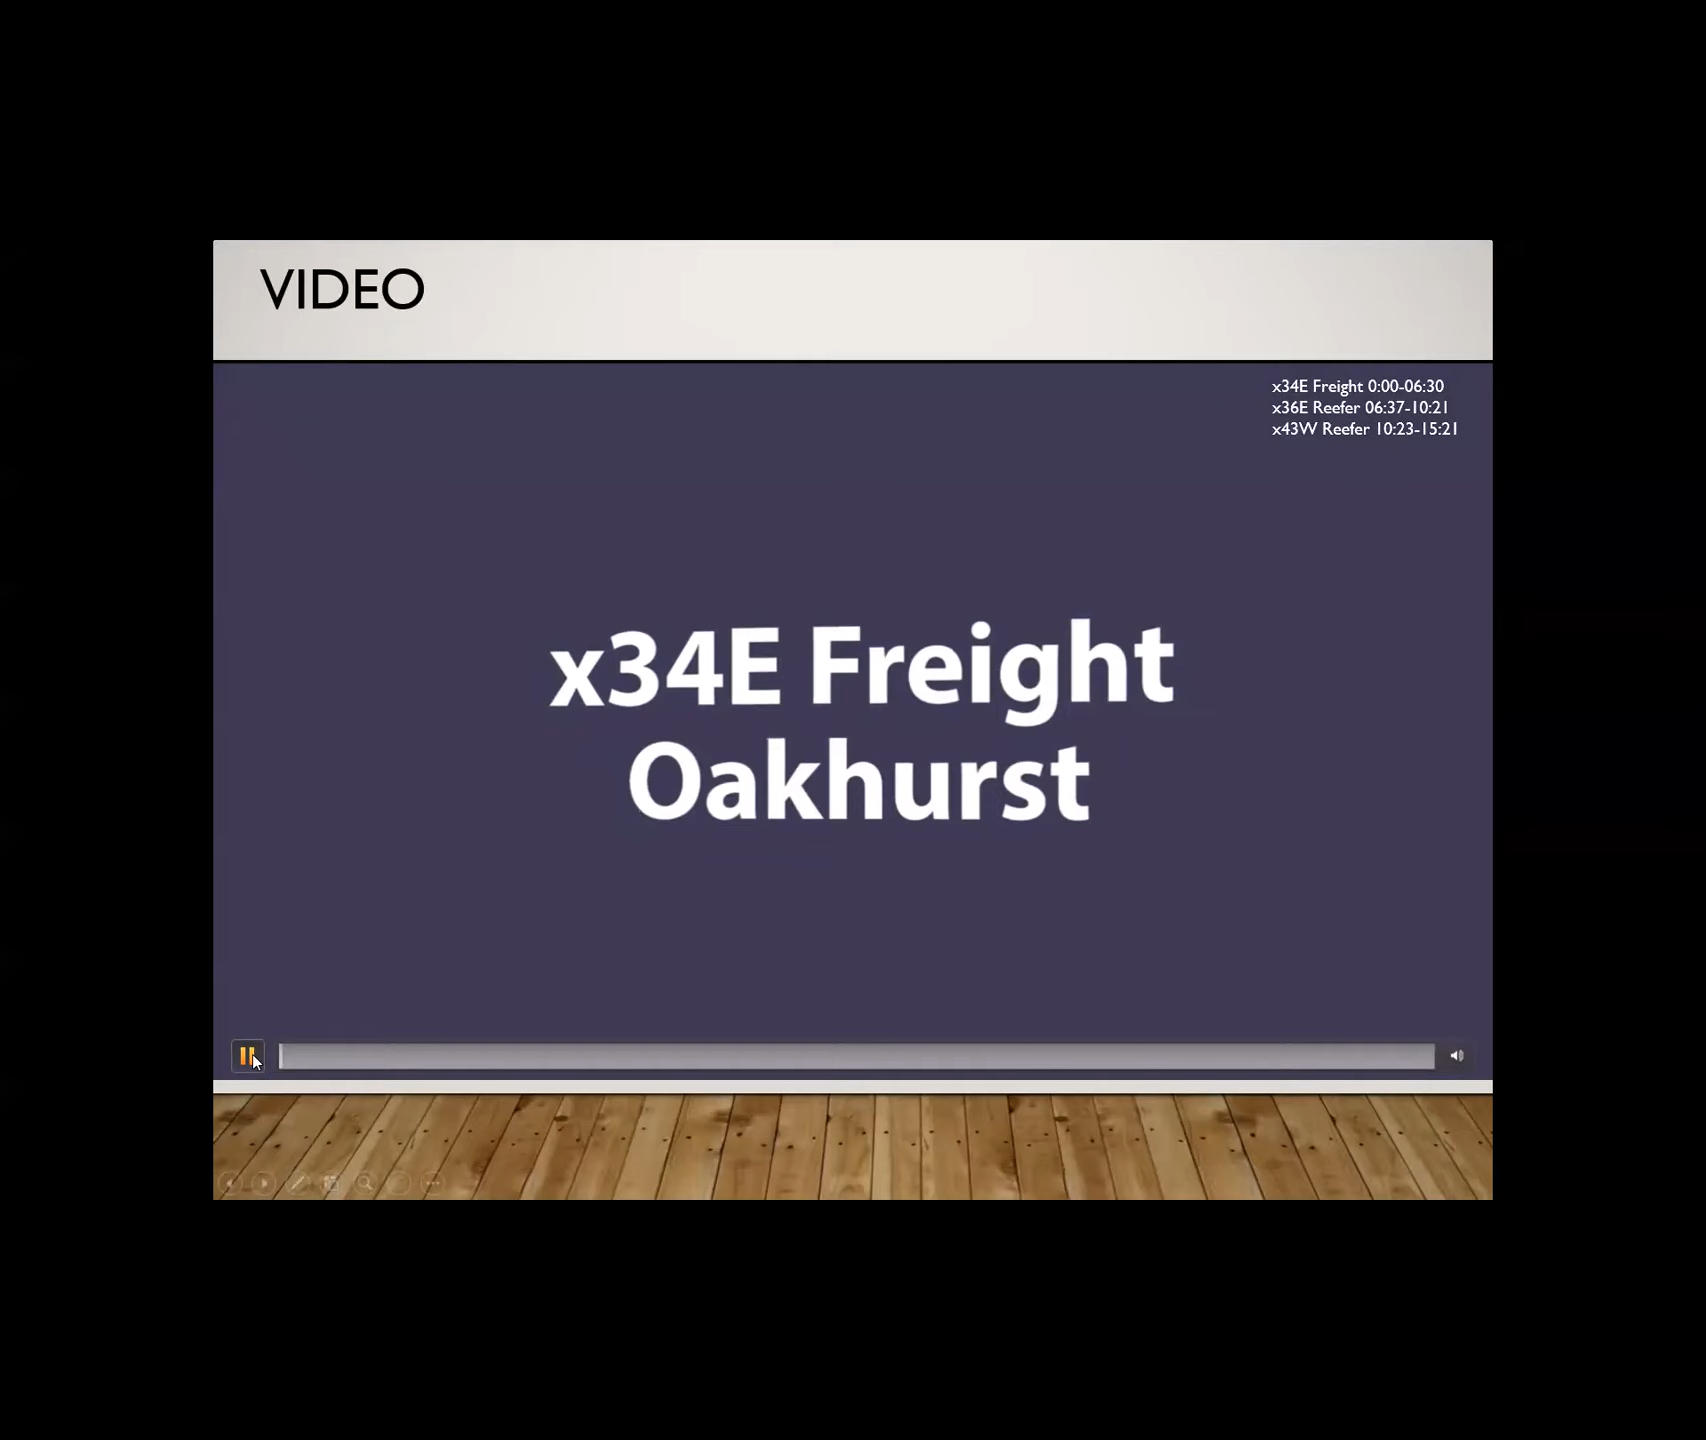 VIDEO
x34E Freight 0:00-06:30
x36E Reefer 06:37-10:21
x43W Reefer 10:23-15:21
x34E Freight
Oakhurst